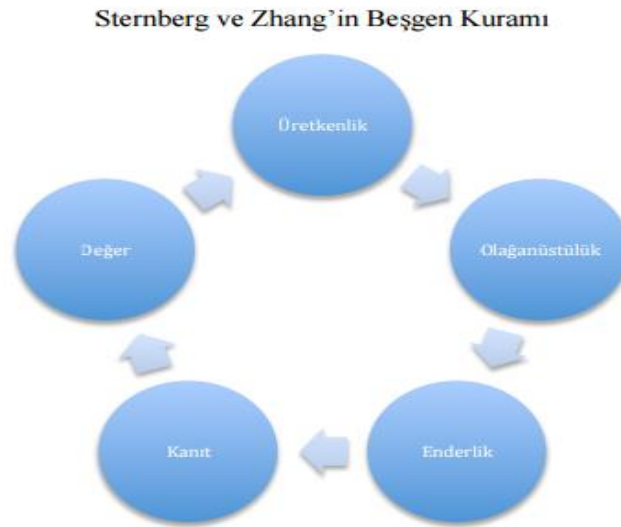 Sternberg ve Zhang'in Beşgen Kuramı
Üretkenlik
Olağanüstülük
Enderlik
Kanıt
Değer